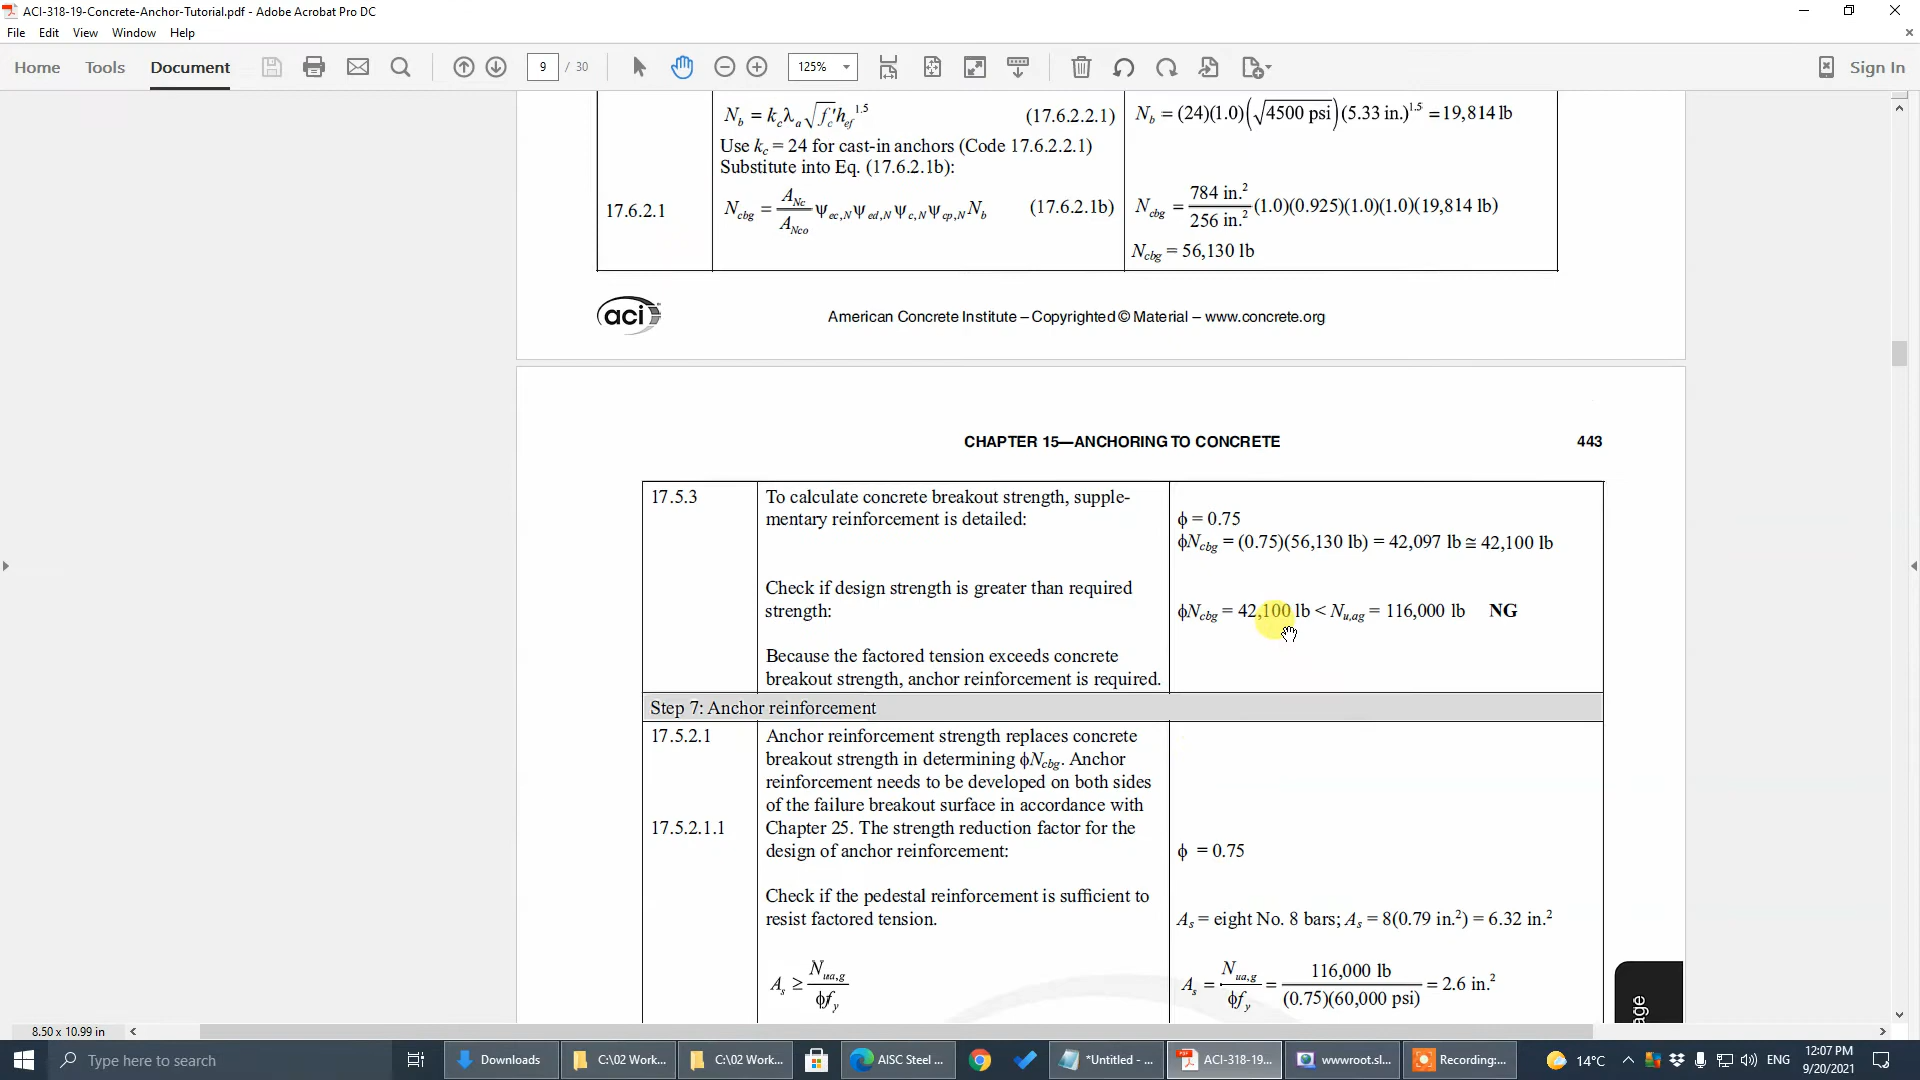 ACI-318-19-Concrete-Anchor-Tutorial.pdf - Adobe Acrobat Pro DC
File Edit View Window Help
Home Tools Document 9 / 30 125% Sign In
N_b = k_c λ_a √f_c' h_ef^1.5 (17.6.2.2.1) N_b = (24)(1.0)(√4500 psi)(5.33 in.)^1.5 = 19,814 lb
Use k_c = 24 for cast-in anchors (Code 17.6.2.2.1)
Substitute into Eq. (17.6.2.1b):
17.6.2.1 N_cbg = A_Nc/A_Nco ψ_ec,N ψ_ed,N ψ_c,N ψ_cp,N N_b (17.6.2.1b) N_cbg = 784 in.²/256 in.² (1.0)(0.925)(1.0)(1.0)(19,814 lb)
N_cbg = 56,130 lb
aci American Concrete Institute – Copyrighted © Material – www.concrete.org
CHAPTER 15—ANCHORING TO CONCRETE 443
17.5.3 To calculate concrete breakout strength, supple-
mentary reinforcement is detailed: ϕ = 0.75
ϕN_cbg = (0.75)(56,130 lb) = 42,097 lb ≅ 42,100 lb
Check if design strength is greater than required
strength: ϕN_cbg = 42,100 lb < N_u,ag = 116,000 lb NG
Because the factored tension exceeds concrete
breakout strength, anchor reinforcement is required.
Step 7: Anchor reinforcement
17.5.2.1 Anchor reinforcement strength replaces concrete
breakout strength in determining ϕN_cbg. Anchor
reinforcement needs to be developed on both sides
of the failure breakout surface in accordance with
17.5.2.1.1 Chapter 25. The strength reduction factor for the
design of anchor reinforcement: ϕ = 0.75
Check if the pedestal reinforcement is sufficient to
resist factored tension. A_s = eight No. 8 bars; A_s = 8(0.79 in.²) = 6.32 in.²
A_s ≥ N_ua,g/ϕf_y A_s = N_ua,g/ϕf_y = 116,000 lb/(0.75)(60,000 psi) = 2.6 in.²
age
8.50 x 10.99 in
Type here to search Downloads C:\02 Work... C:\02 Work... AISC Steel ... *Untitled - ... ACI-318-19... wwwroot.sl... Recording:... 14°C ENG 12:07 PM
9/20/2021